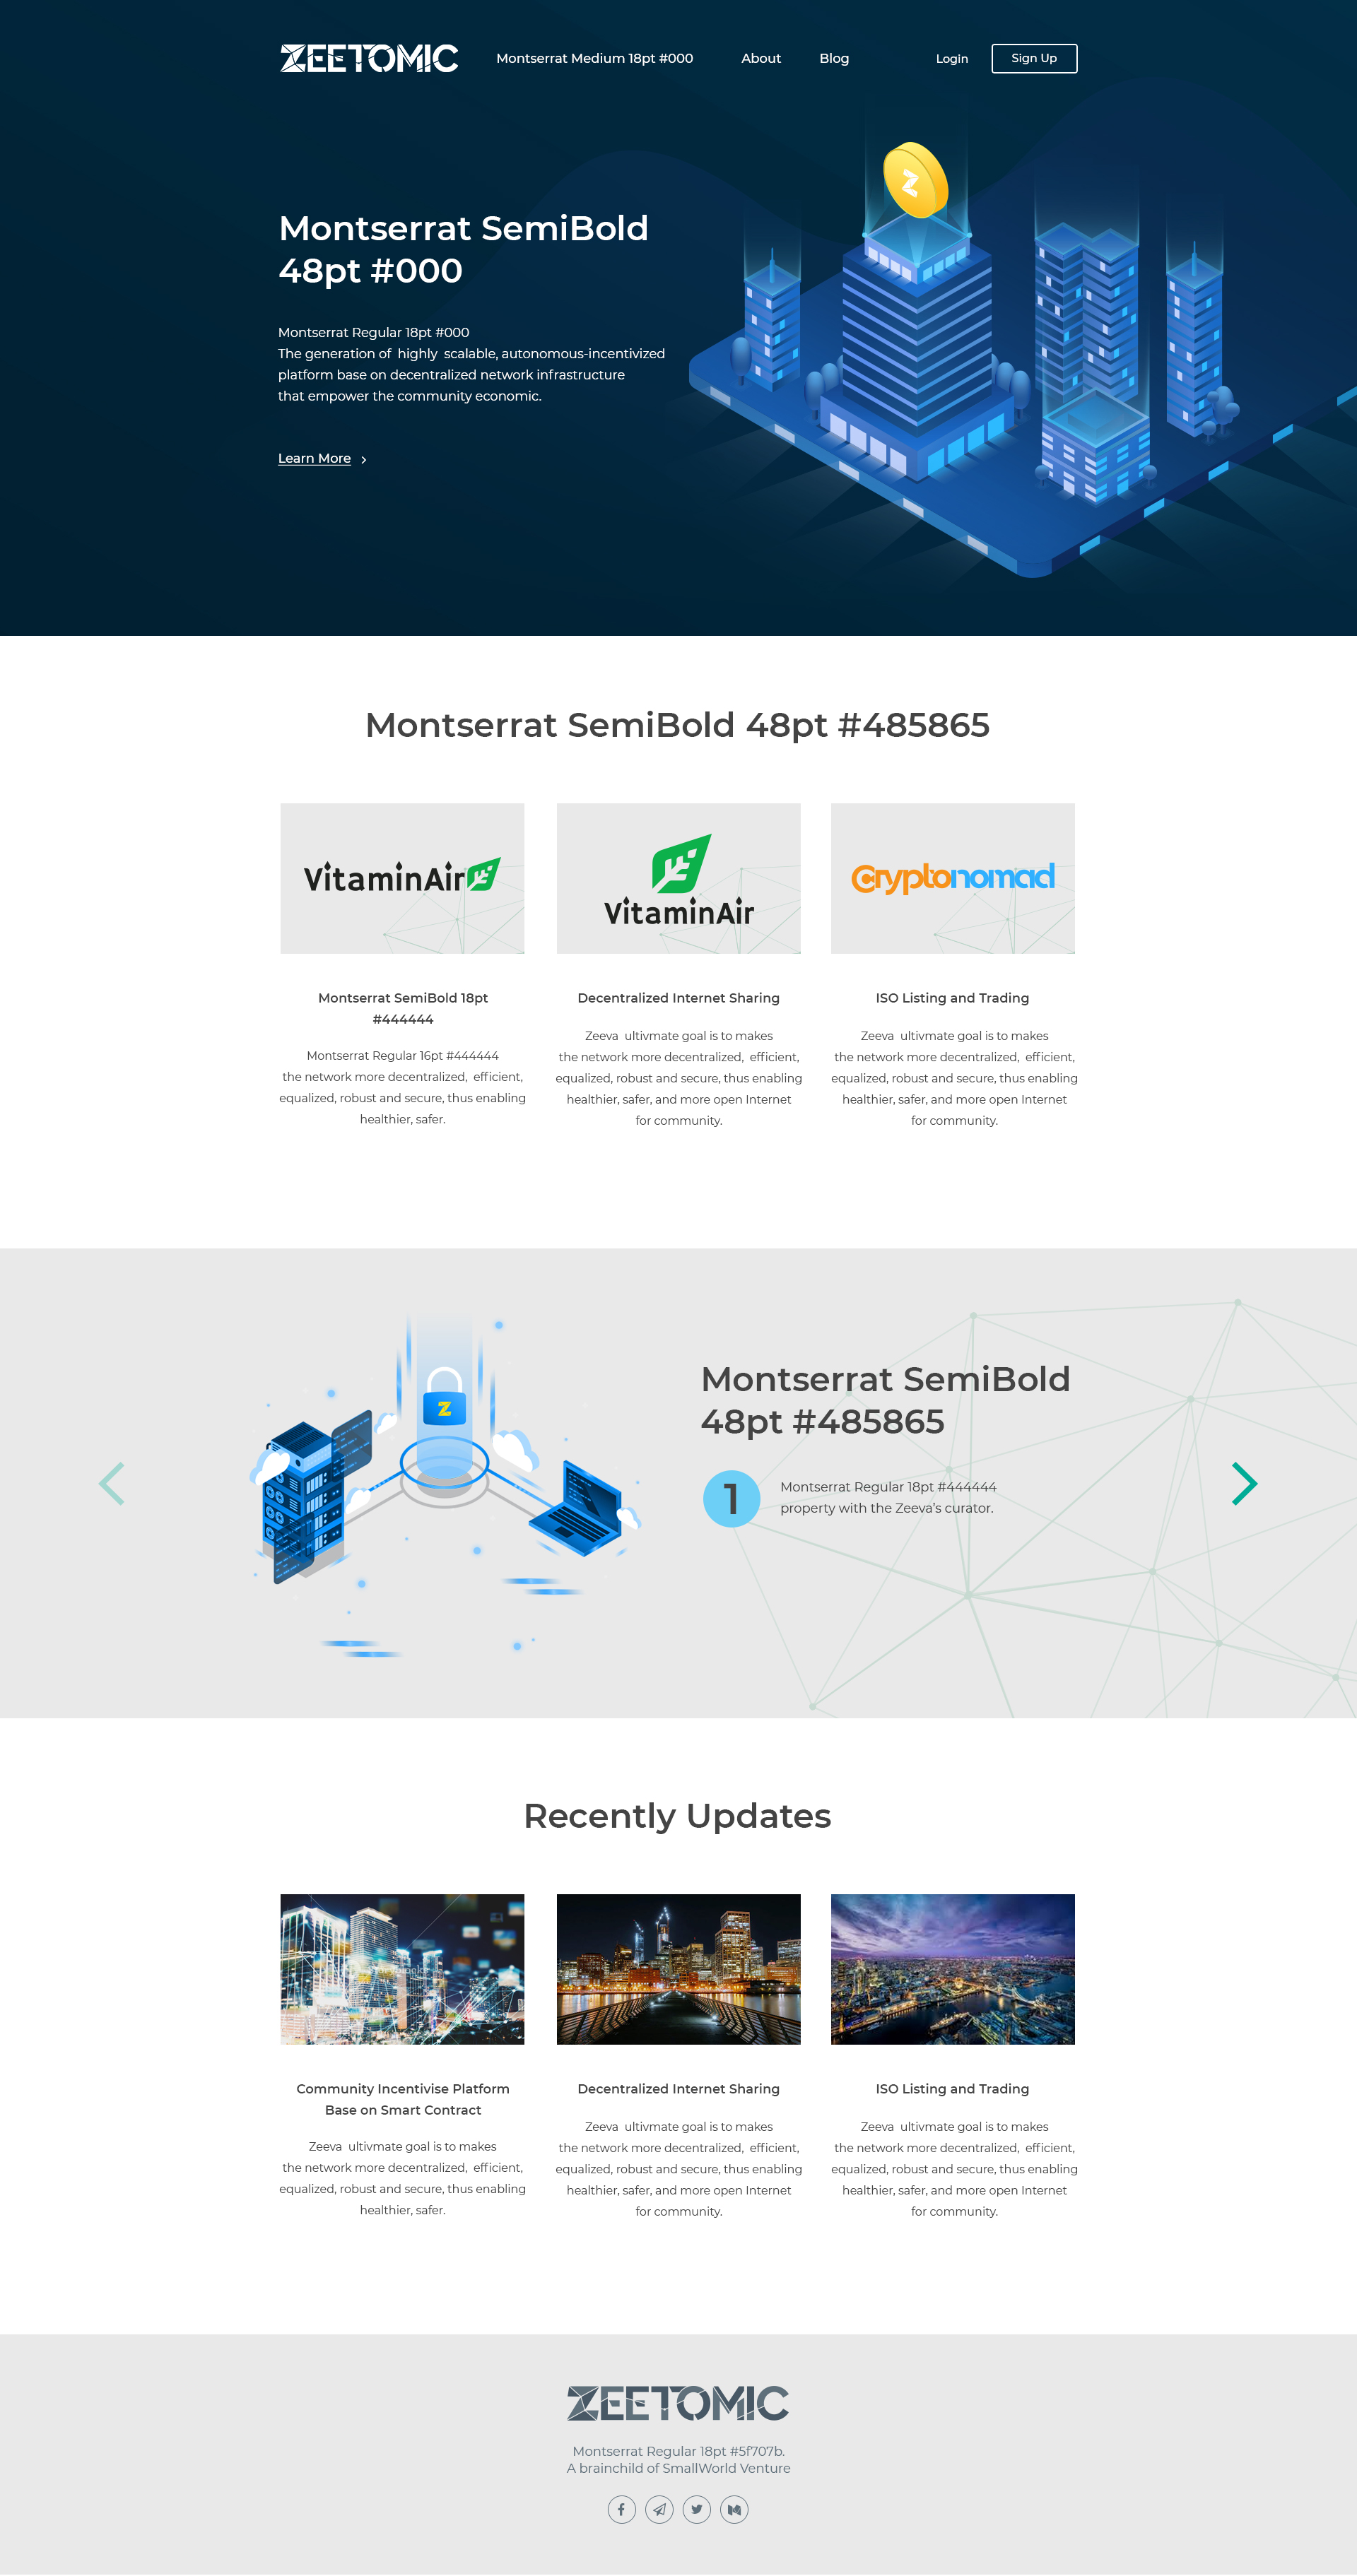 ZEETOMIC
Montserrat Medium 18pt #000
About
Blog
Login
Sign Up
Montserrat SemiBold
48pt #000
Montserrat Regular 18pt #000
The generation of highly scalable, autonomous-incentivized
platform base on decentralized network infrastructure
that empower the community economic.
Learn More
Montserrat SemiBold 48pt #485865
VitaminAir
VitaminAir
Cryptonomad
Montserrat SemiBold 18pt
#444444
Montserrat Regular 16pt #444444
the network more decentralized, efficient,
equalized, robust and secure, thus enabling
healthier, safer.
Decentralized Internet Sharing
Zeeva ultivmate goal is to makes
the network more decentralized, efficient,
equalized, robust and secure, thus enabling
healthier, safer, and more open Internet
for community.
ISO Listing and Trading
Zeeva ultivmate goal is to makes
the network more decentralized, efficient,
equalized, robust and secure, thus enabling
healthier, safer, and more open Internet
for community.
Montserrat SemiBold
48pt #485865
1
Montserrat Regular 18pt #444444
property with the Zeeva's curator.
Recently Updates
Community Incentivise Platform
Base on Smart Contract
Zeeva ultivmate goal is to makes
the network more decentralized, efficient,
equalized, robust and secure, thus enabling
healthier, safer.
Decentralized Internet Sharing
Zeeva ultivmate goal is to makes
the network more decentralized, efficient,
equalized, robust and secure, thus enabling
healthier, safer, and more open Internet
for community.
ISO Listing and Trading
Zeeva ultivmate goal is to makes
the network more decentralized, efficient,
equalized, robust and secure, thus enabling
healthier, safer, and more open Internet
for community.
ZEETOMIC
Montserrat Regular 18pt #5f707b.
A brainchild of SmallWorld Venture